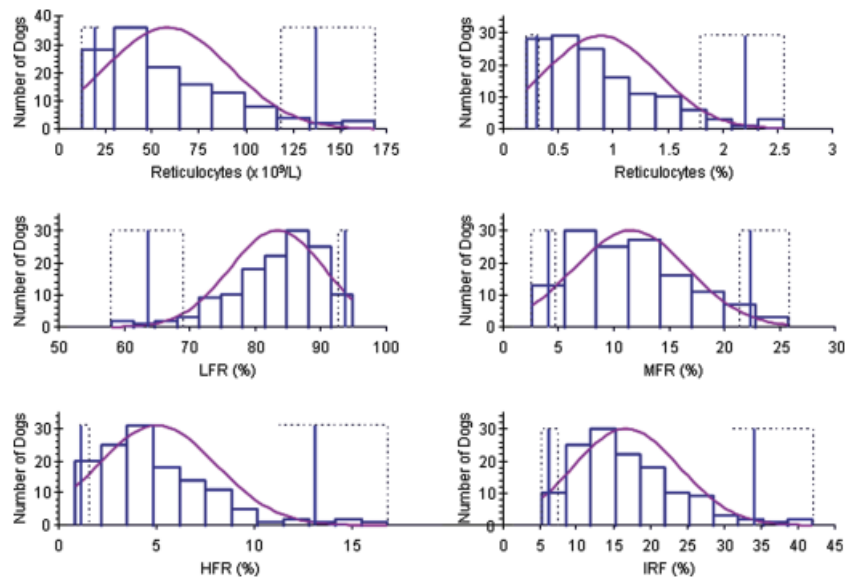 Number of Dogs
40
30
20
10
0
0 25 50 75 100 125 150 175
Reticulocytes (x 10⁹/L)
Number of Dogs
30
20
10
0
0 0.5 1 1.5 2 2.5 3
Reticulocytes (%)
Number of Dogs
30
20
10
0
50 60 70 80 90 100
LFR (%)
Number of Dogs
30
20
10
0
0 5 10 15 20 25 30
MFR (%)
Number of Dogs
30
20
10
0
0 5 10 15
HFR (%)
Number of Dogs
30
20
10
0
0 5 10 15 20 25 30 35 40 45
IRF (%)